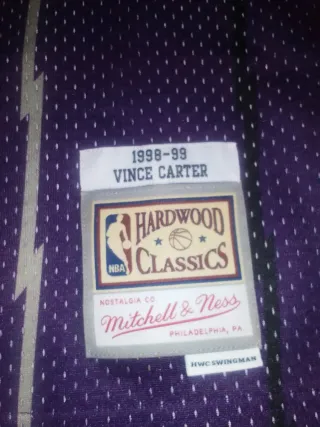 1998-99
VINCE CARTER
HARDWOOD
CLASSICS
NBA
NOSTALGIA CO.
Mitchell & Ness
PHILADELPHIA, PA
HWC SWINGMAN